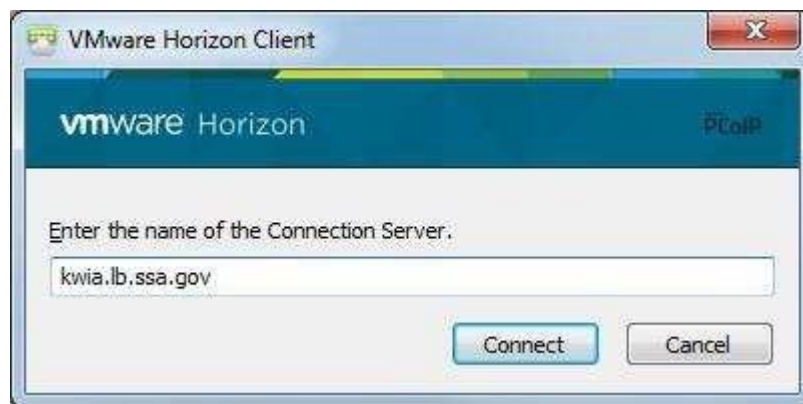 VMware Horizon Client
vmware Horizon
PCoIP
Enter the name of the Connection Server.
kwia.lb.ssa.gov
Connect Cancel